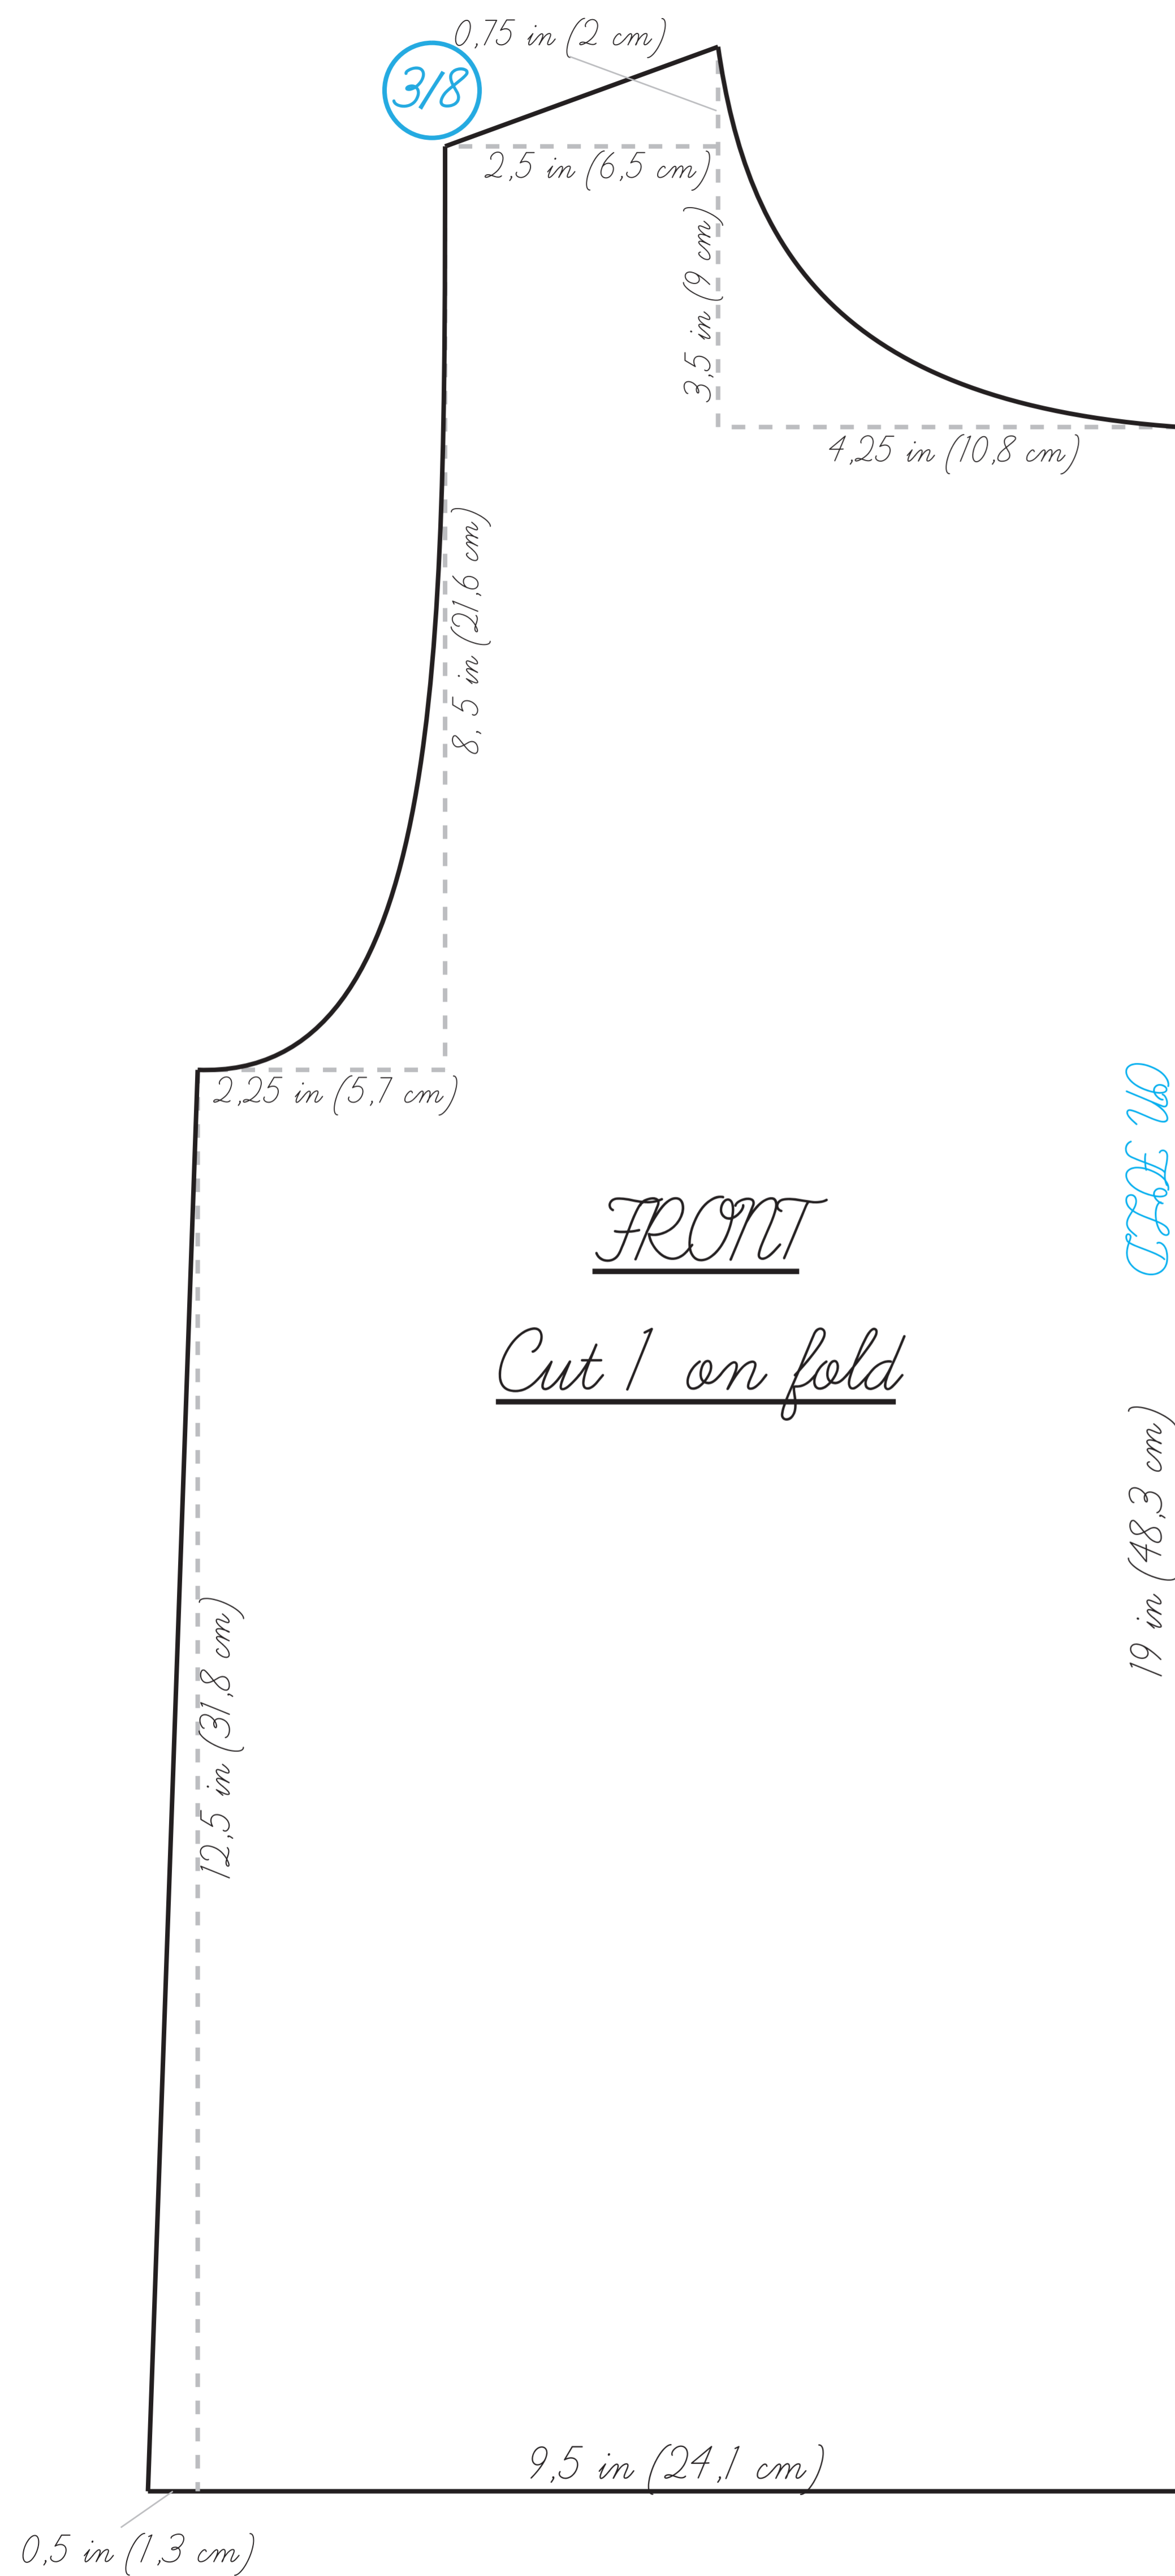 0,75 in (2 cm)
3/8
2,5 in (6,5 cm)
3,5 in (9 cm)
4,25 in (10,8 cm)
8, 5 in (21,6 cm)
2,25 in (5,7 cm)
ON FOLD
FRONT
Cut 1 on fold
19 in (48,3 cm)
12,5 in (31,8 cm)
9,5 in (24,1 cm)
0,5 in (1,3 cm)